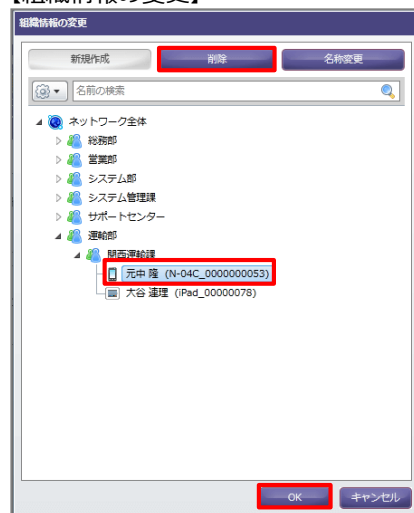 【組織情報の変更】
組織情報の変更
新規作成 削除 名称変更
名前の検索
ネットワーク全体
総務部
営業部
システム部
システム管理課
サポートセンター
運輸部
関西運輸課
元中 隆 (N-04C_0000000053)
大谷 連理 (iPad_00000078)
OK キャンセル